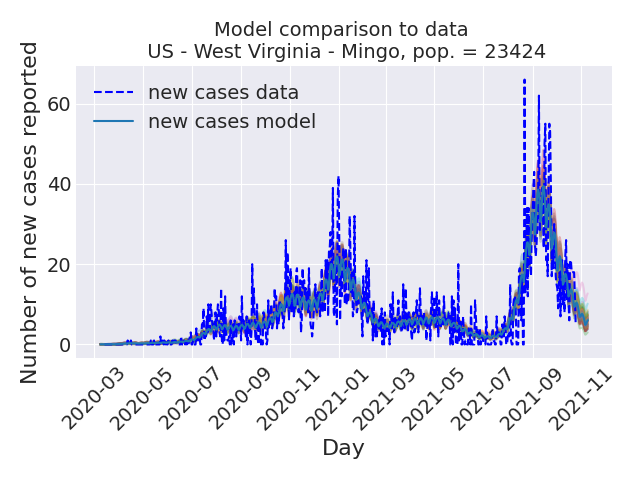 Model comparison to data
US - West Virginia - Mingo, pop. = 23424
Number of new cases reported
new cases data
new cases model
60
40
20
0
2020-03
2020-05
2020-07
2020-09
2020-11
2021-01
2021-03
2021-05
2021-07
2021-09
2021-11
Day